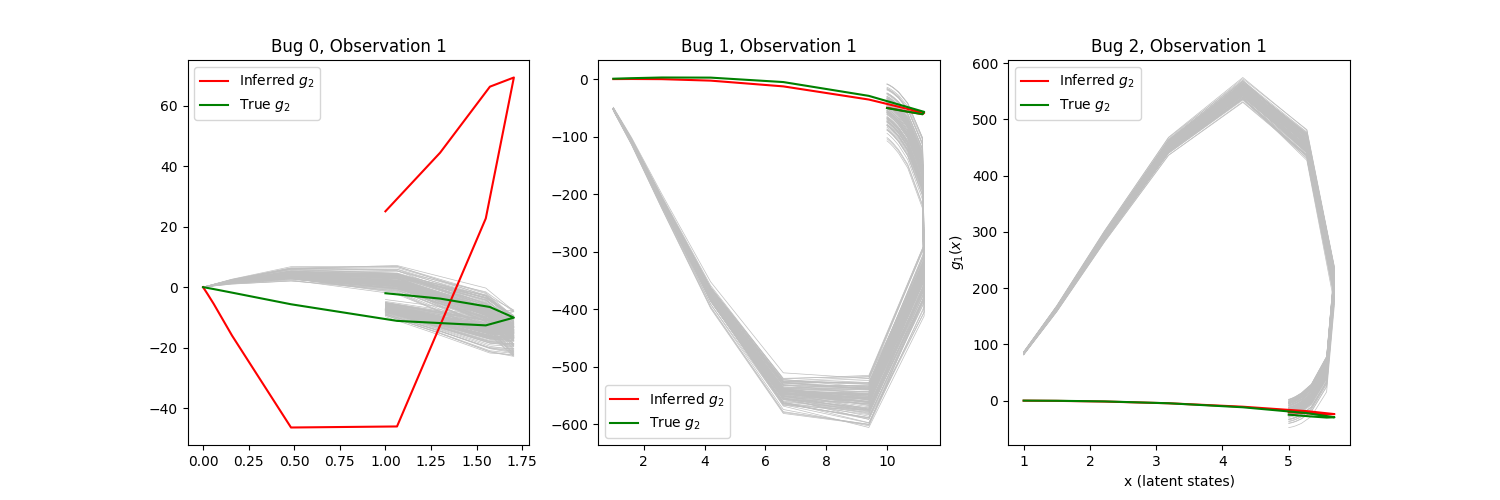 Bug 0, Observation 1
Inferred g₂
True g₂
60
40
20
0
−20
−40
0.00 0.25 0.50 0.75 1.00 1.25 1.50 1.75
Bug 1, Observation 1
0
−100
−200
−300
−400
−500
−600
Inferred g₂
True g₂
2 4 6 8 10
Bug 2, Observation 1
Inferred g₂
True g₂
600
500
400
300
200
100
0
g₁(x)
1 2 3 4 5
x (latent states)